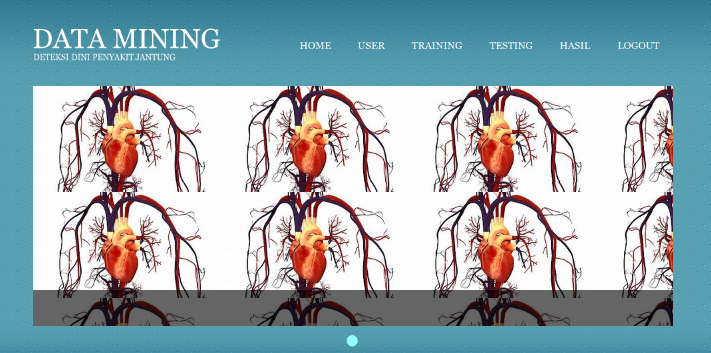 DATA MINING
DETEKSI DINI PENYAKIT JANTUNG
HOME USER TRAINING TESTING HASIL LOGOUT